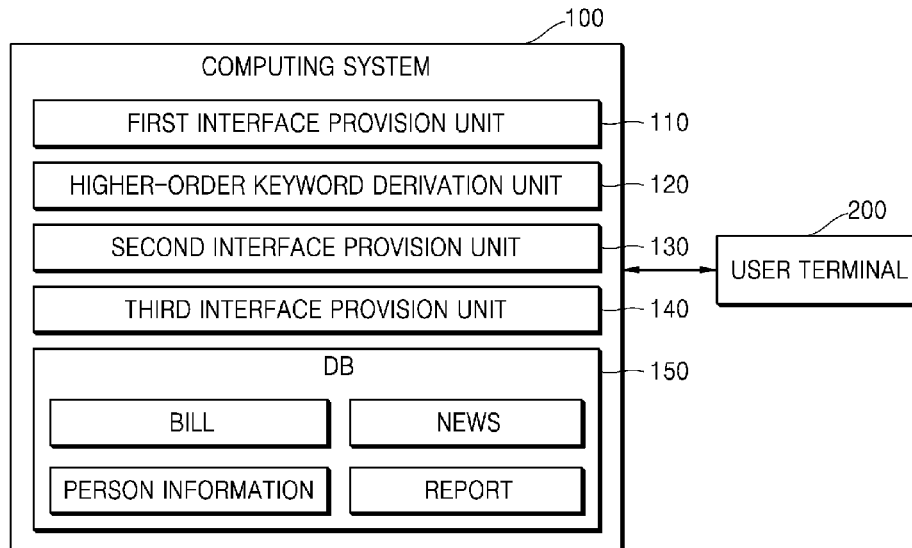 100
COMPUTING SYSTEM
FIRST INTERFACE PROVISION UNIT 110
HIGHER-ORDER KEYWORD DERIVATION UNIT 120
200
SECOND INTERFACE PROVISION UNIT 130
USER TERMINAL
THIRD INTERFACE PROVISION UNIT 140
DB 150
BILL NEWS
PERSON INFORMATION REPORT